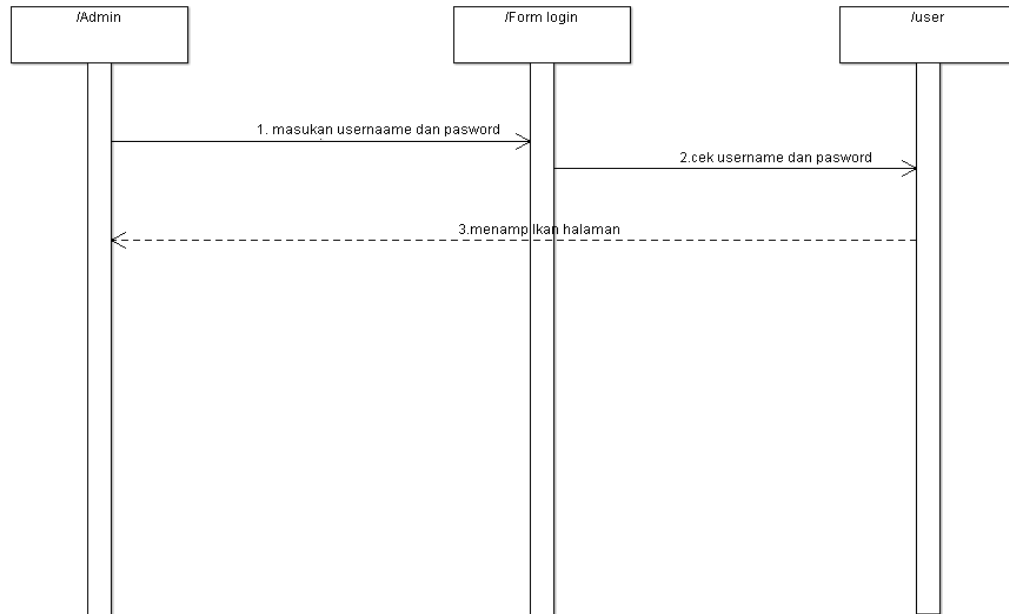 /Admin
/Form login
/user
1. masukan usernaame dan pasword
2.cek username dan pasword
3.menampilkan halaman